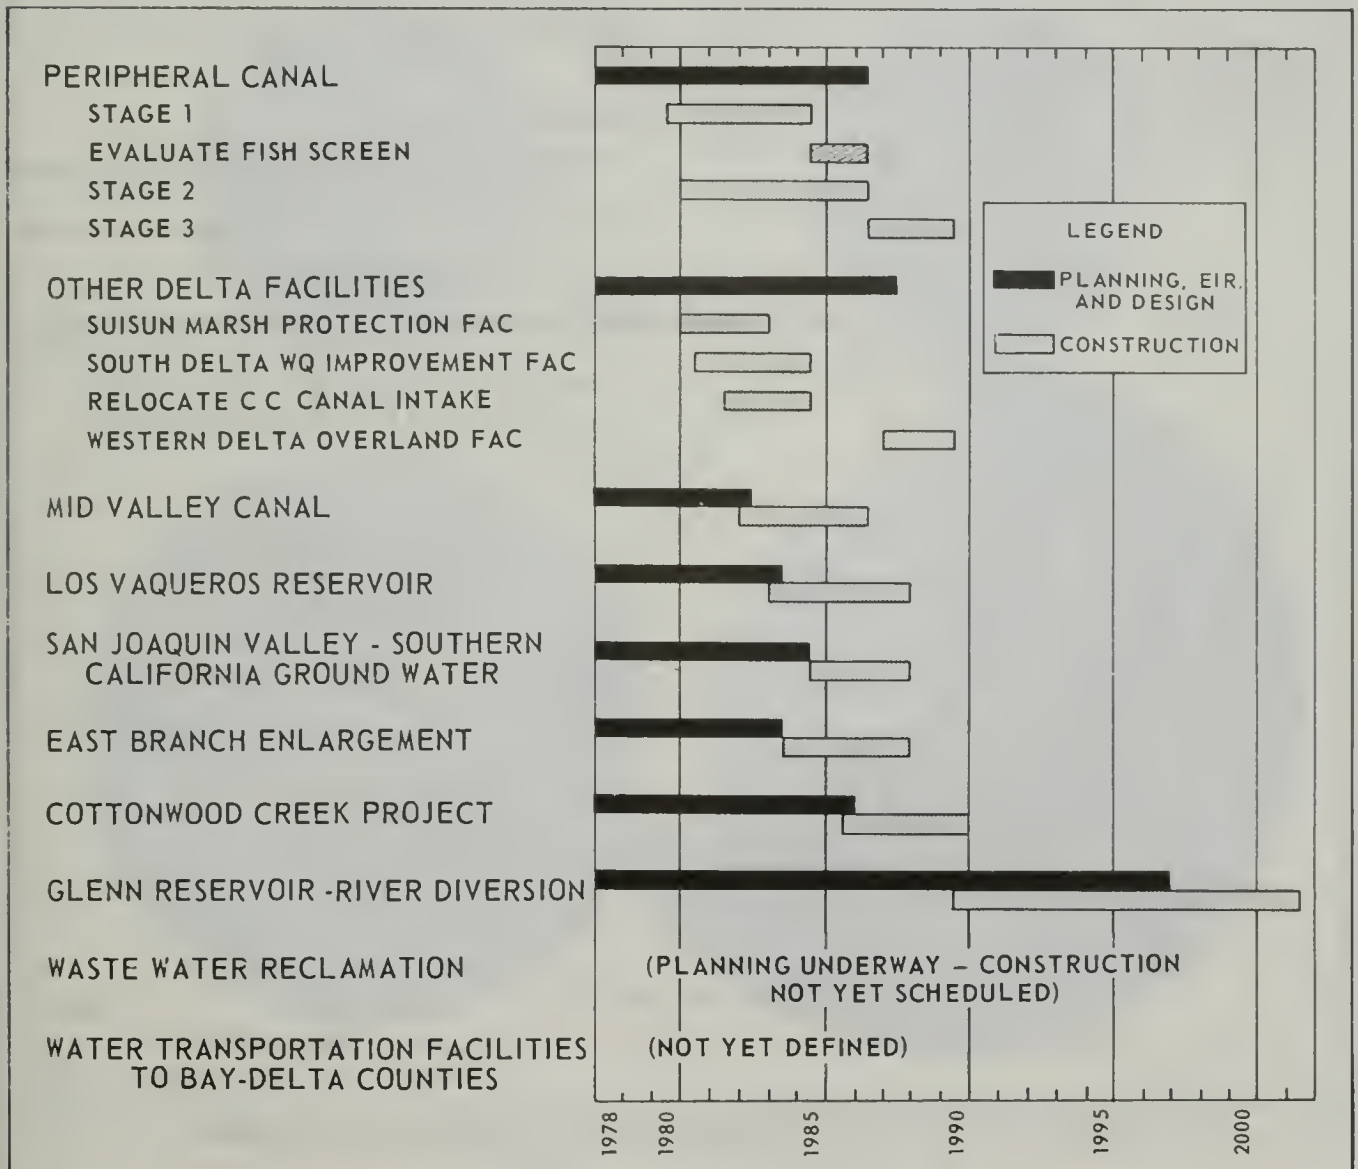 PERIPHERAL CANAL
STAGE 1
EVALUATE FISH SCREEN
STAGE 2
STAGE 3
OTHER DELTA FACILITIES
SUISUN MARSH PROTECTION FAC
SOUTH DELTA WQ IMPROVEMENT FAC
RELOCATE C C CANAL INTAKE
WESTERN DELTA OVERLAND FAC
MID VALLEY CANAL
LOS VAQUEROS RESERVOIR
SAN JOAQUIN VALLEY - SOUTHERN
CALIFORNIA GROUND WATER
EAST BRANCH ENLARGEMENT
COTTONWOOD CREEK PROJECT
GLENN RESERVOIR -RIVER DIVERSION
WASTE WATER RECLAMATION
(PLANNING UNDERWAY – CONSTRUCTION
NOT YET SCHEDULED)
WATER TRANSPORTATION FACILITIES
TO BAY-DELTA COUNTIES
(NOT YET DEFINED)
LEGEND
PLANNING, EIR,
AND DESIGN
CONSTRUCTION
1978
1980
1985
1990
1995
2000